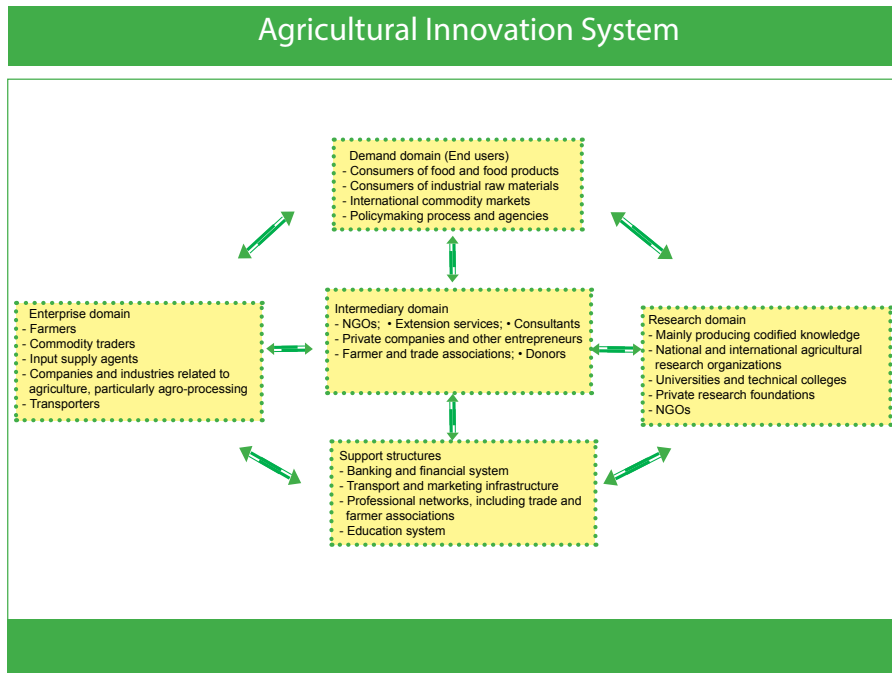 Agricultural Innovation System
Demand domain (End users)
- Consumers of food and food products
- Consumers of industrial raw materials
- International commodity markets
- Policymaking process and agencies
Enterprise domain
- Farmers
- Commodity traders
- Input supply agents
- Companies and industries related to
agriculture, particularly agro-processing
- Transporters
Intermediary domain
- NGOs; • Extension services; • Consultants
- Private companies and other entrepreneurs
- Farmer and trade associations; • Donors
Research domain
- Mainly producing codified knowledge
- National and international agricultural
research organizations
- Universities and technical colleges
- Private research foundations
- NGOs
Support structures
- Banking and financial system
- Transport and marketing infrastructure
- Professional networks, including trade and
farmer associations
- Education system